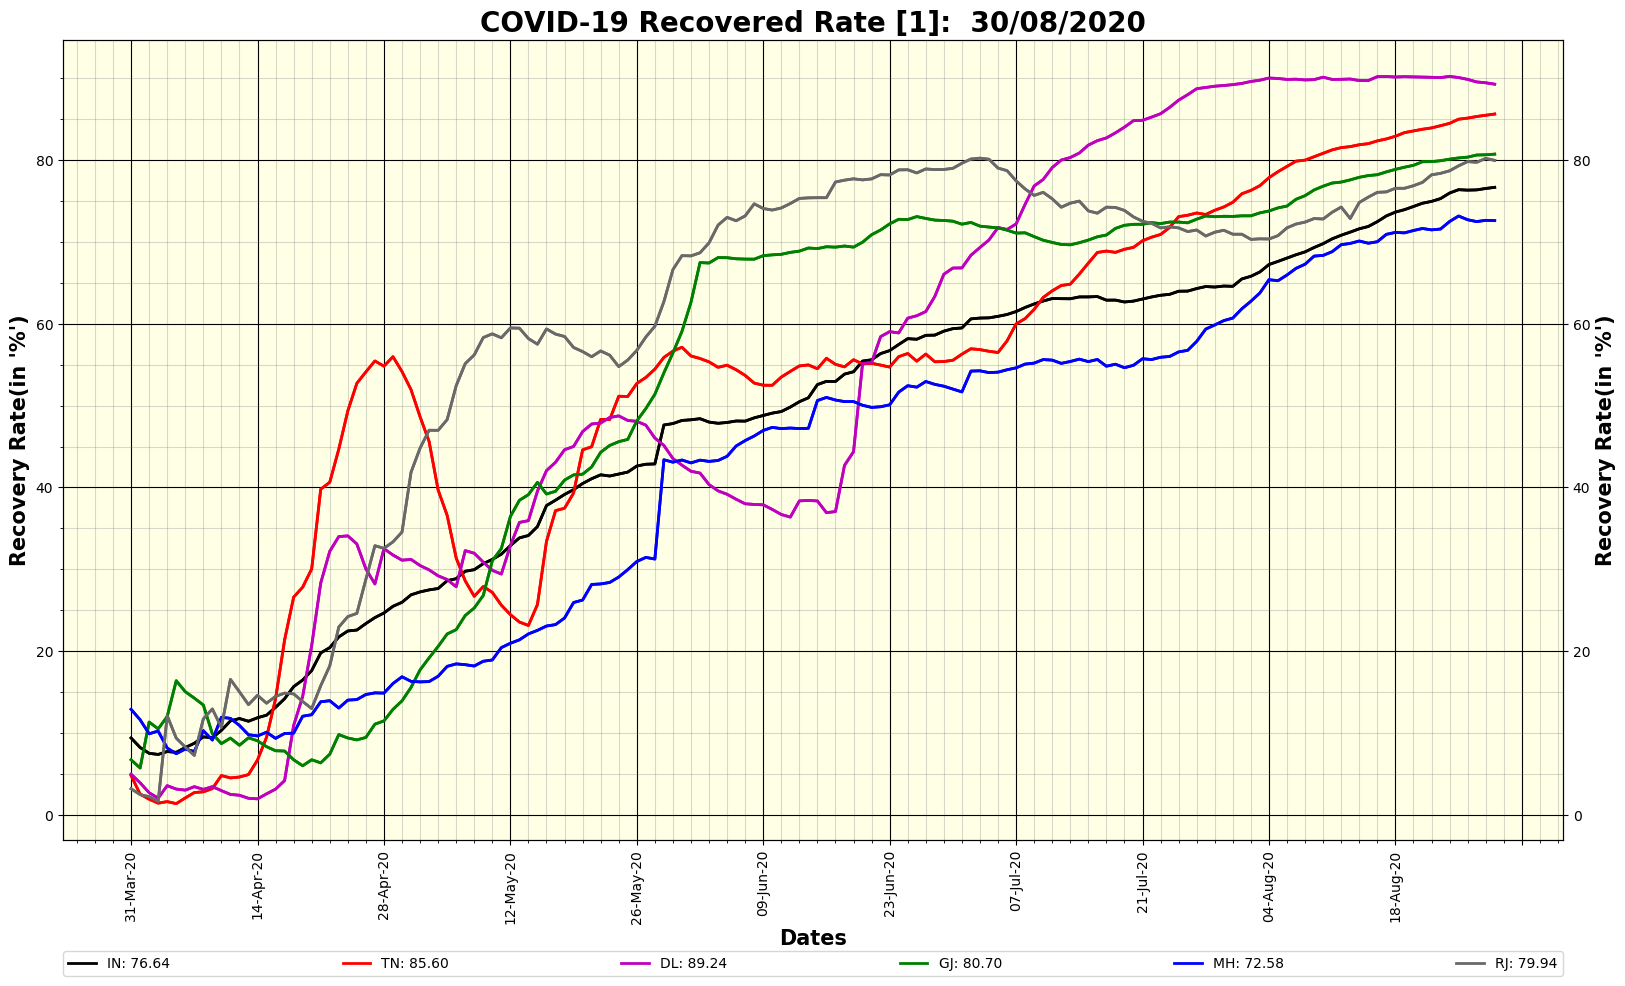 COVID-19 Recovered Rate [1]:  30/08/2020
Recovery Rate(in '%')
80
60
40
20
0
80
60
40
20
0
Recovery Rate(in '%')
31-Mar-20
14-Apr-20
28-Apr-20
12-May-20
26-May-20
09-Jun-20
23-Jun-20
07-Jul-20
21-Jul-20
04-Aug-20
18-Aug-20
Dates
IN: 76.64
TN: 85.60
DL: 89.24
GJ: 80.70
MH: 72.58
RJ: 79.94